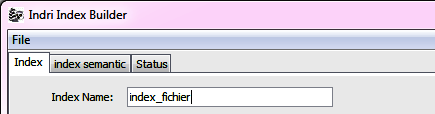 Indri Index Builder
File
Index index semantic Status
Index Name: index_fichier